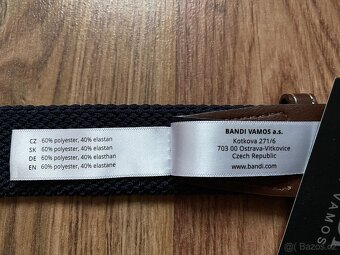 CZ 60% polyester, 40% elastan
SK 60% polyester, 40% elastan
DE 60% polyester, 40% elasthan
EN 60% polyester, 40% elastane
BANDI VAMOS a.s.
Kotkova 271/6
703 00 Ostrava-Vítkovice
Czech Republic
www.bandi.com
VAMOS
Bazos.cz